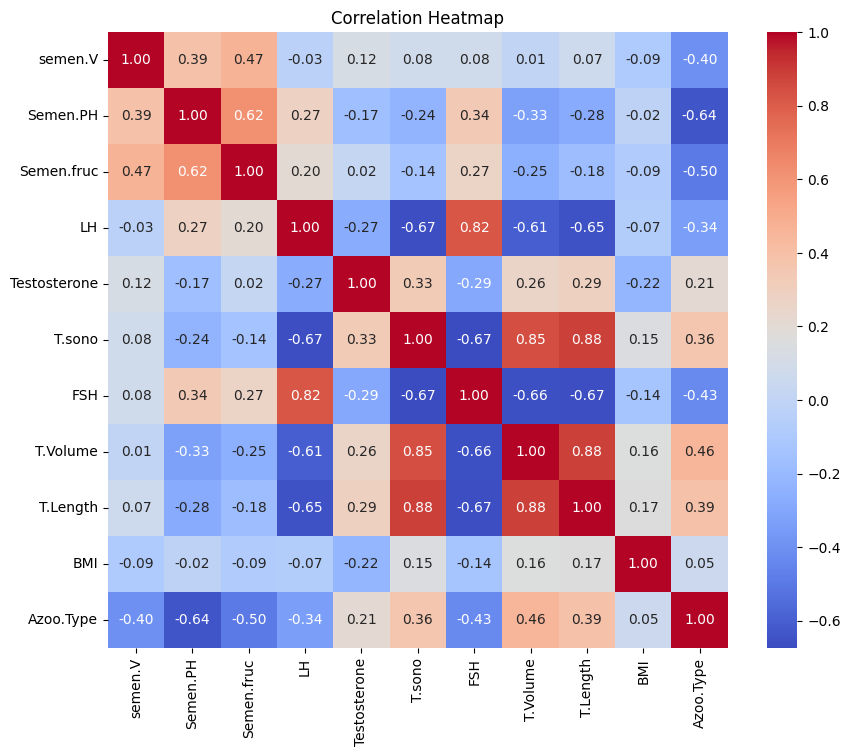 Correlation Heatmap
semen.V 1.00 0.39 0.47 -0.03 0.12 0.08 0.08 0.01 0.07 -0.09 -0.40
Semen.PH 0.39 1.00 0.62 0.27 -0.17 -0.24 0.34 -0.33 -0.28 -0.02 -0.64
Semen.fruc 0.47 0.62 1.00 0.20 0.02 -0.14 0.27 -0.25 -0.18 -0.09 -0.50
LH -0.03 0.27 0.20 1.00 -0.27 -0.67 0.82 -0.61 -0.65 -0.07 -0.34
Testosterone 0.12 -0.17 0.02 -0.27 1.00 0.33 -0.29 0.26 0.29 -0.22 0.21
T.sono 0.08 -0.24 -0.14 -0.67 0.33 1.00 -0.67 0.85 0.88 0.15 0.36
FSH 0.08 0.34 0.27 0.82 -0.29 -0.67 1.00 -0.66 -0.67 -0.14 -0.43
T.Volume 0.01 -0.33 -0.25 -0.61 0.26 0.85 -0.66 1.00 0.88 0.16 0.46
T.Length 0.07 -0.28 -0.18 -0.65 0.29 0.88 -0.67 0.88 1.00 0.17 0.39
BMI -0.09 -0.02 -0.09 -0.07 -0.22 0.15 -0.14 0.16 0.17 1.00 0.05
Azoo.Type -0.40 -0.64 -0.50 -0.34 0.21 0.36 -0.43 0.46 0.39 0.05 1.00
semen.V Semen.PH Semen.fruc LH Testosterone T.sono FSH T.Volume T.Length BMI Azoo.Type
1.0
0.8
0.6
0.4
0.2
0.0
−0.2
−0.4
−0.6